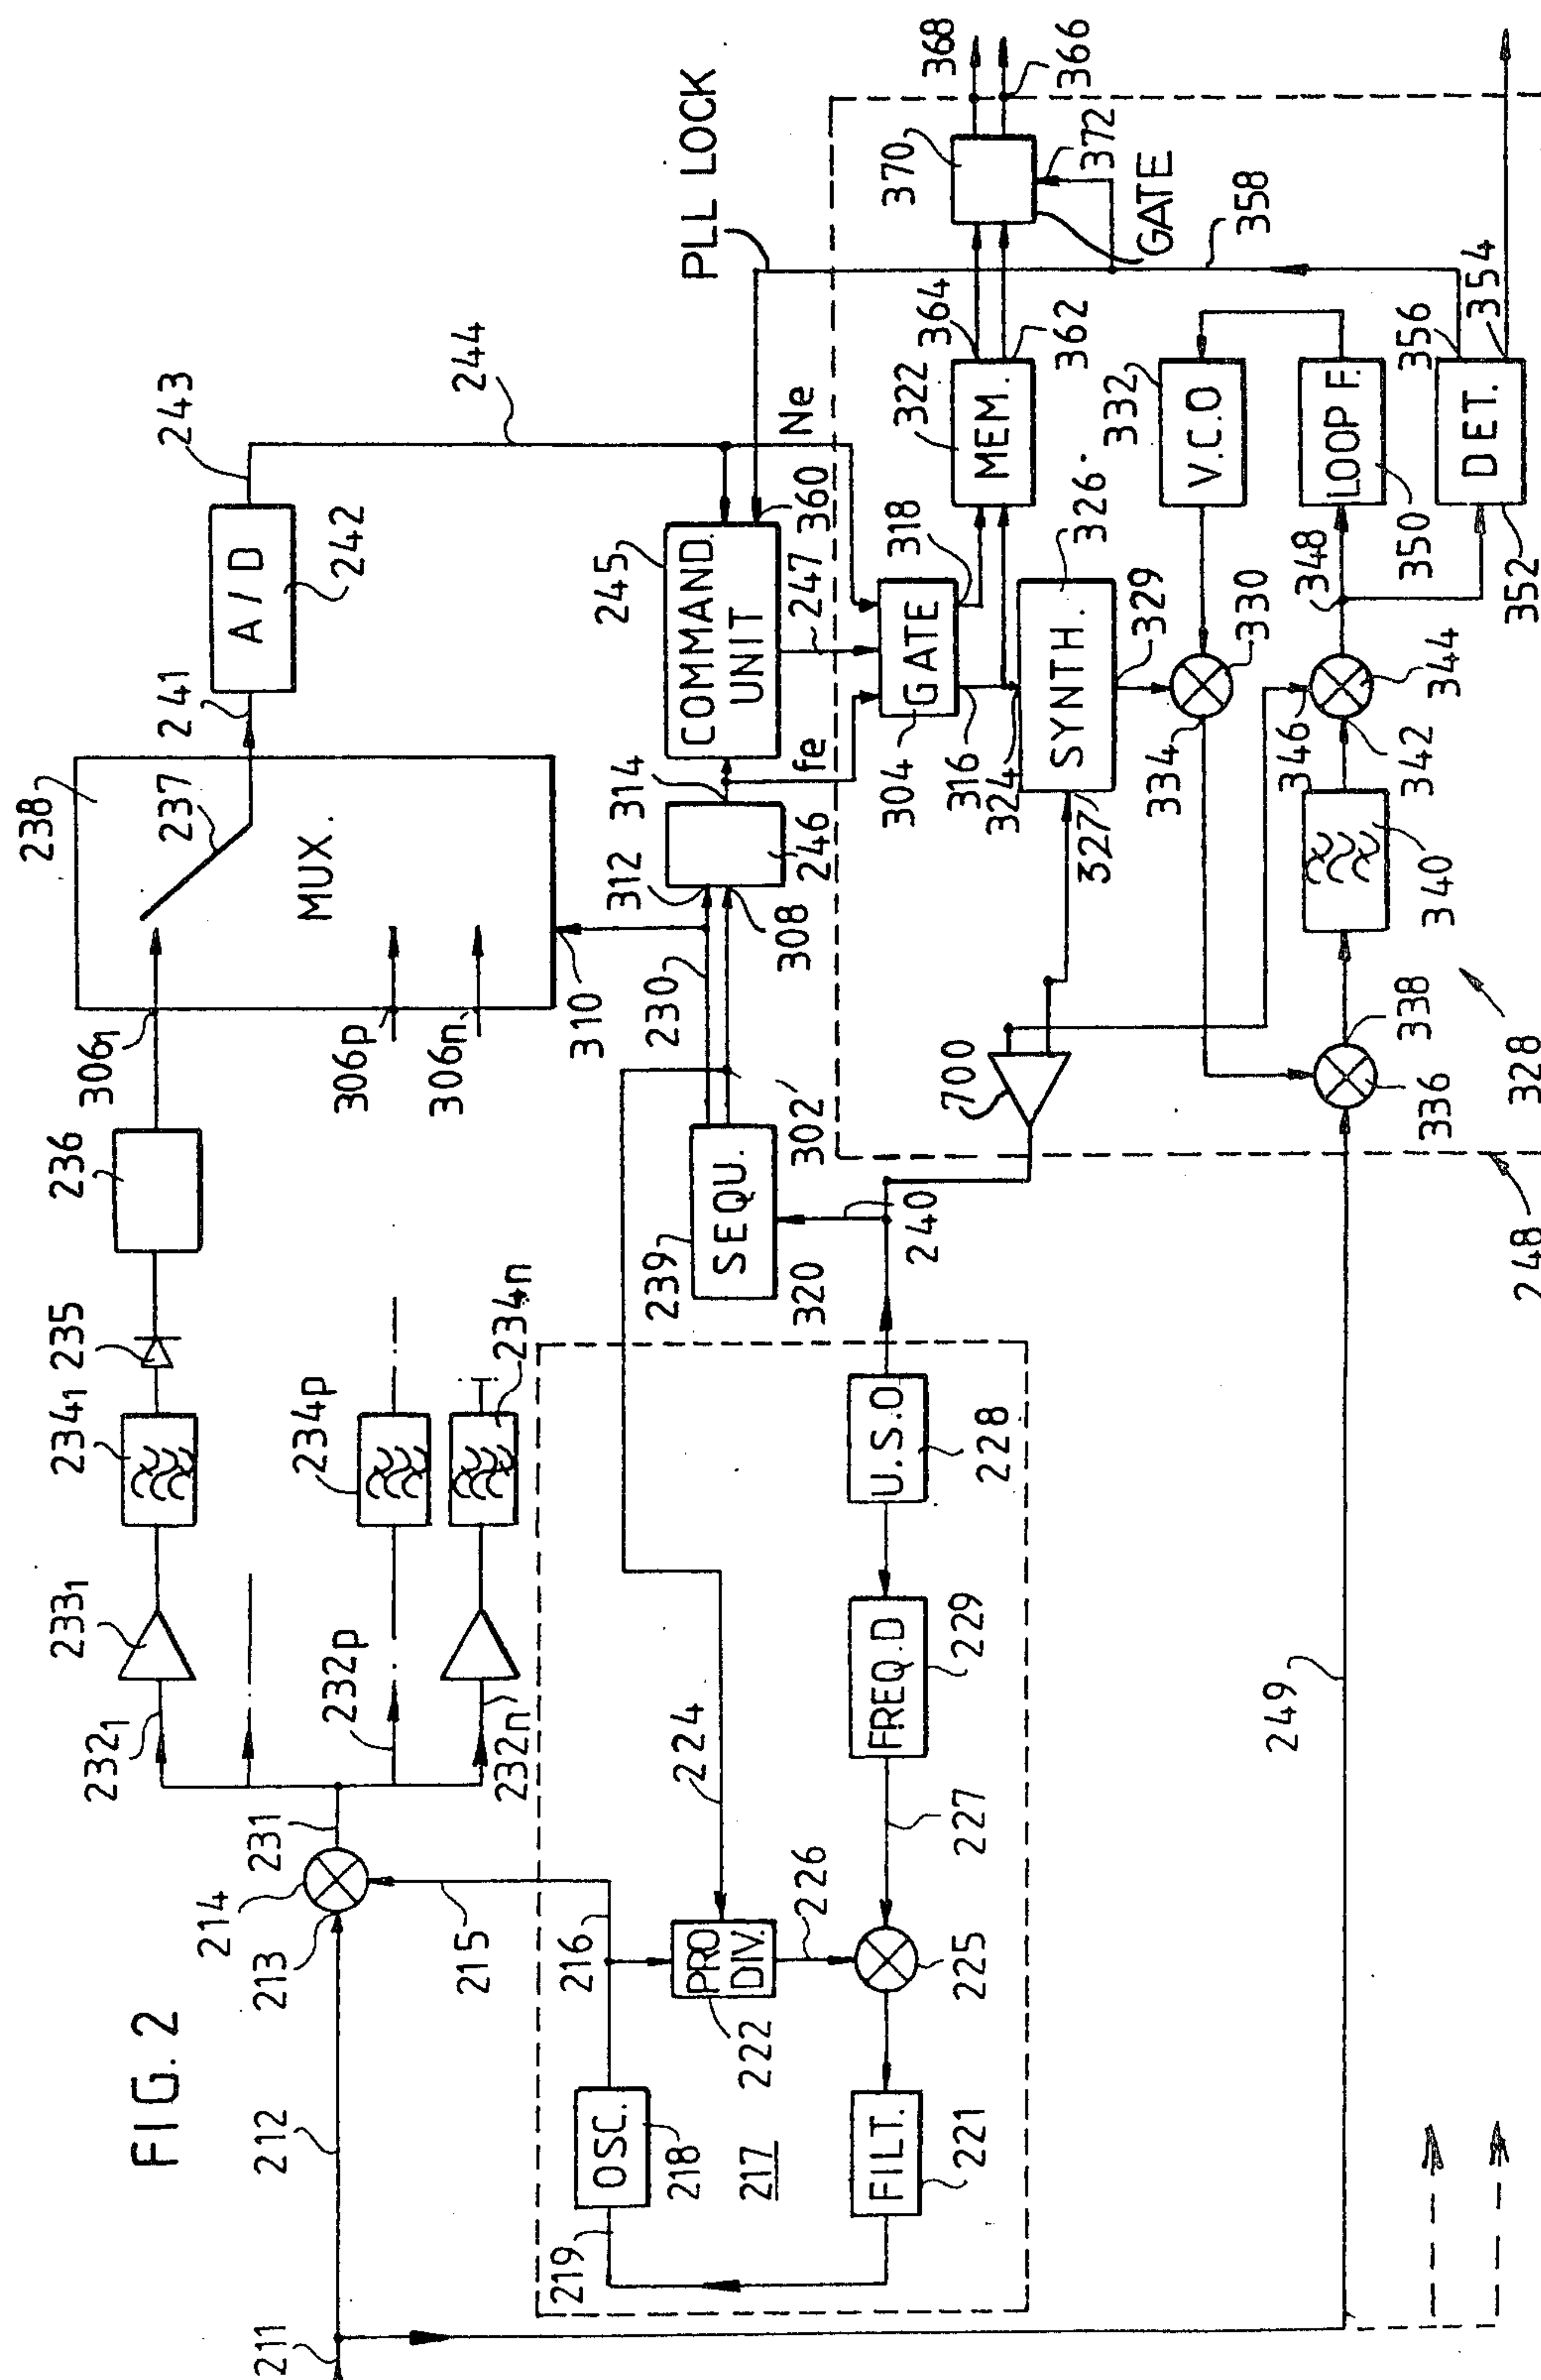 FIG. 2
211
212
213
214
215
216
217
OSC.
218
219
FILT.
221
PRO
DIV.
222
224
225
226
227
FREQ.D
229
U.S.O
228
231
232₁
232p
232n
233₁
234₁
234p
234n
235
236
306₁
306p
306n
238
237
MUX.
310
241
A/D
242
243
244
SEQU.
239
320
240
230
302
312
308
246
314
fe
COMMAND.
UNIT
245
247
360
Ne
PLL LOCK
GATE
304
316
318
324
MEM.
322
364
362
370
GATE
372
368
366
SYNTH.
326
327
329
330
V.C.O
332
334
336
338
340
342
344
346
348
LOOP F.
350
DET.
352
354
356
358
700
328
248
249